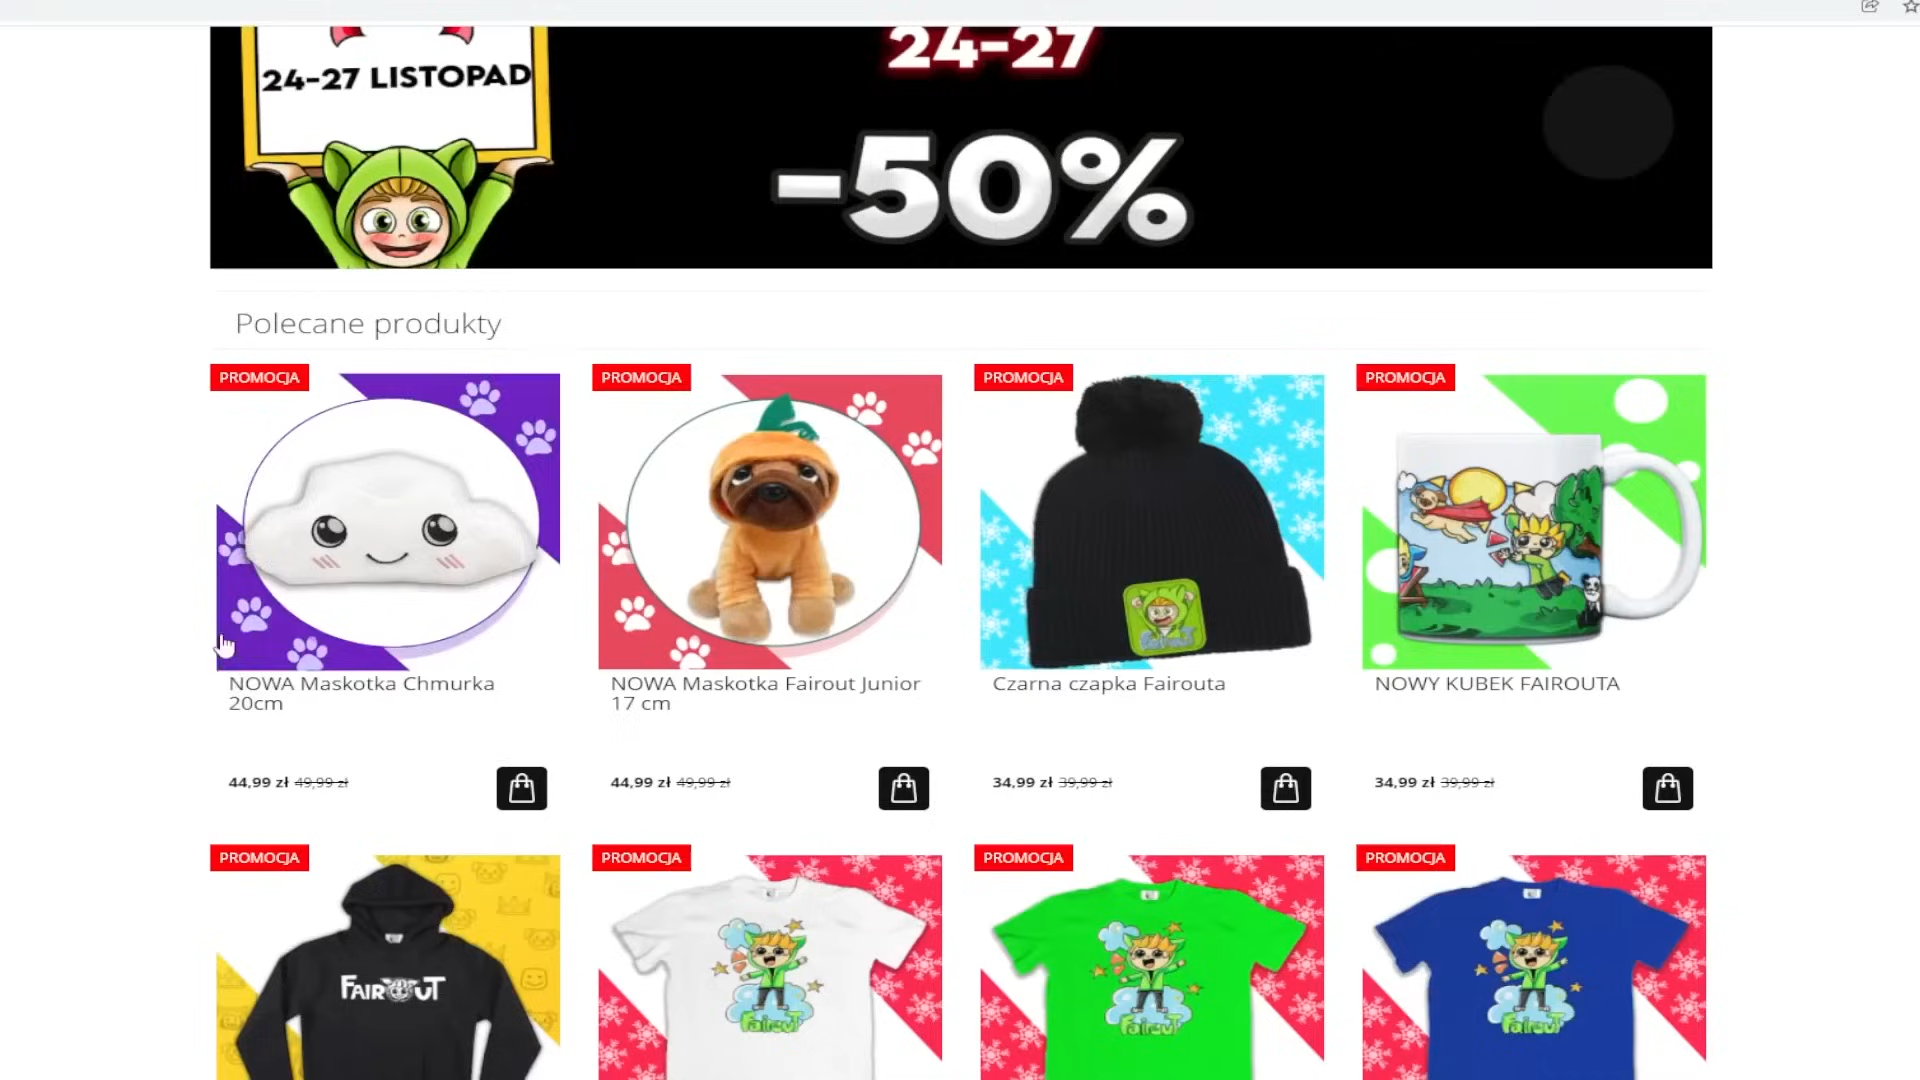 24-27 LISTOPAD
24-27
-50%
Polecane produkty
PROMOCJA
PROMOCJA
PROMOCJA
PROMOCJA
NOWA Maskotka Chmurka
20cm
NOWA Maskotka Fairout Junior
17 cm
Czarna czapka Fairouta
NOWY KUBEK FAIROUTA
44,99 zł 49,99 zł
44,99 zł 49,99 zł
34,99 zł 39,99 zł
34,99 zł 39,99 zł
PROMOCJA
PROMOCJA
PROMOCJA
PROMOCJA
FAIROUT
FairouT
FairouT
FairouT